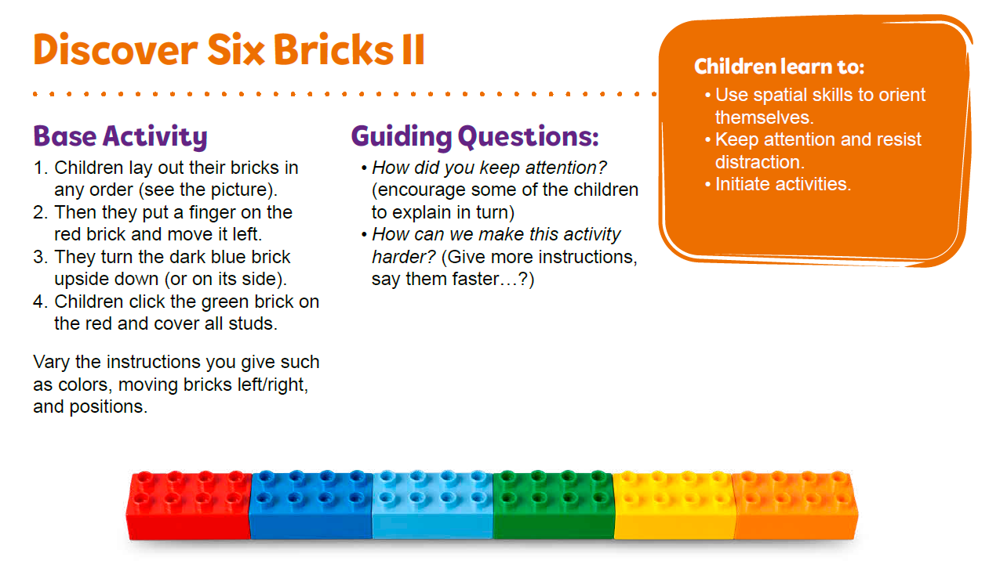 Discover Six Bricks II
Base Activity
1. Children lay out their bricks in
any order (see the picture).
2. Then they put a finger on the
red brick and move it left.
3. They turn the dark blue brick
upside down (or on its side).
4. Children click the green brick on
the red and cover all studs.
Vary the instructions you give such
as colors, moving bricks left/right,
and positions.
Guiding Questions:
• How did you keep attention?
(encourage some of the children
to explain in turn)
• How can we make this activity
harder? (Give more instructions,
say them faster…?)
Children learn to:
• Use spatial skills to orient
themselves.
• Keep attention and resist
distraction.
• Initiate activities.